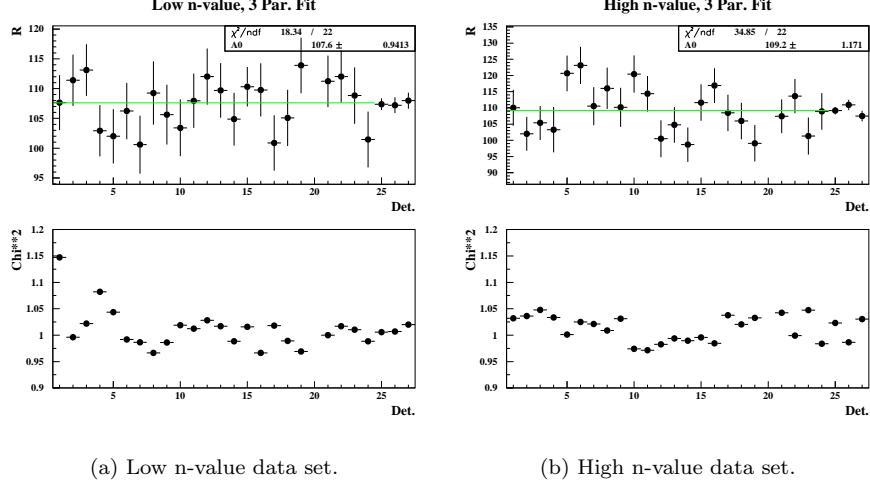 Low n-value, 3 Par. Fit
R
χ²/ndf 18.34 / 22
A0 107.6 ± 0.9413
120
115
110
105
100
95
5 10 15 20 25
Det.
Chi**2
1.2
1.15
1.1
1.05
1
0.95
0.9
5 10 15 20 25
Det.
(a) Low n-value data set.
High n-value, 3 Par. Fit
R
χ²/ndf 34.85 / 22
A0 109.2 ± 1.171
135
130
125
120
115
110
105
100
95
90
5 10 15 20 25
Det.
Chi**2
1.2
1.15
1.1
1.05
1
0.95
0.9
5 10 15 20 25
Det.
(b) High n-value data set.